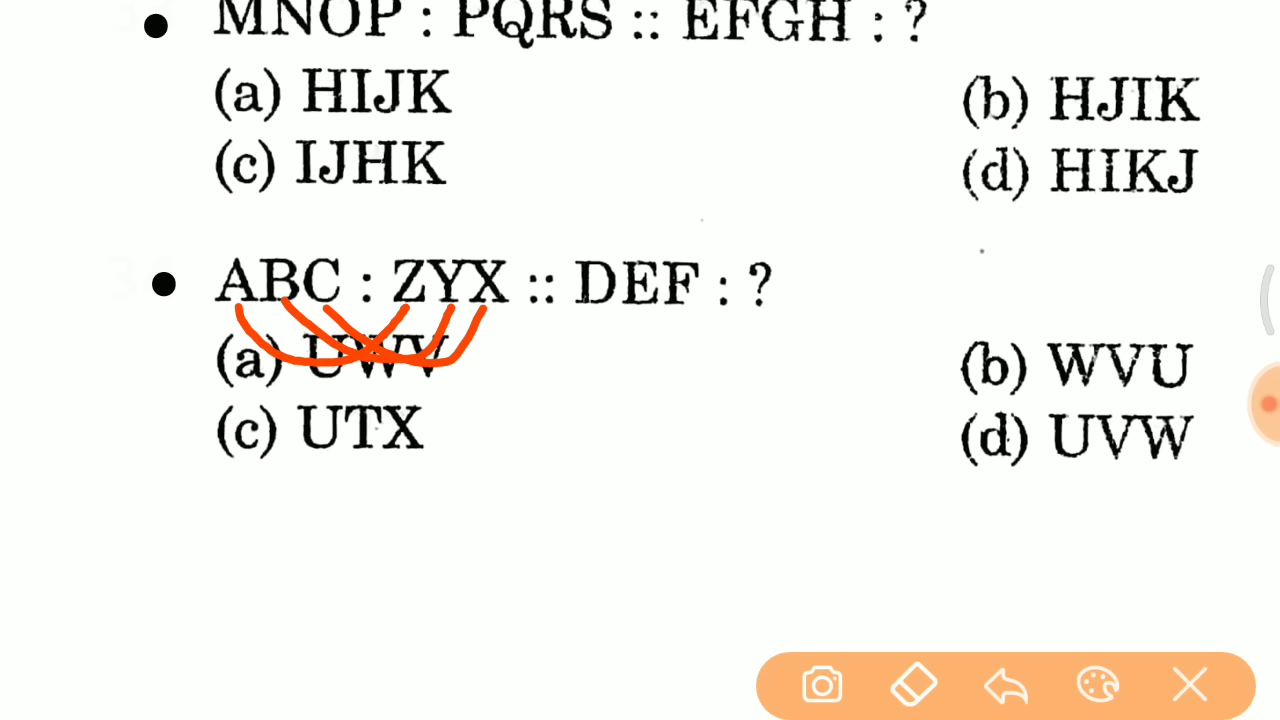 MNOP : PQRS :: EFGH : ?
(a) HIJK (b) HJIK
(c) IJHK (d) HIKJ
ABC : ZYX :: DEF : ?
(a) UWV (b) WVU
(c) UTX (d) UVW